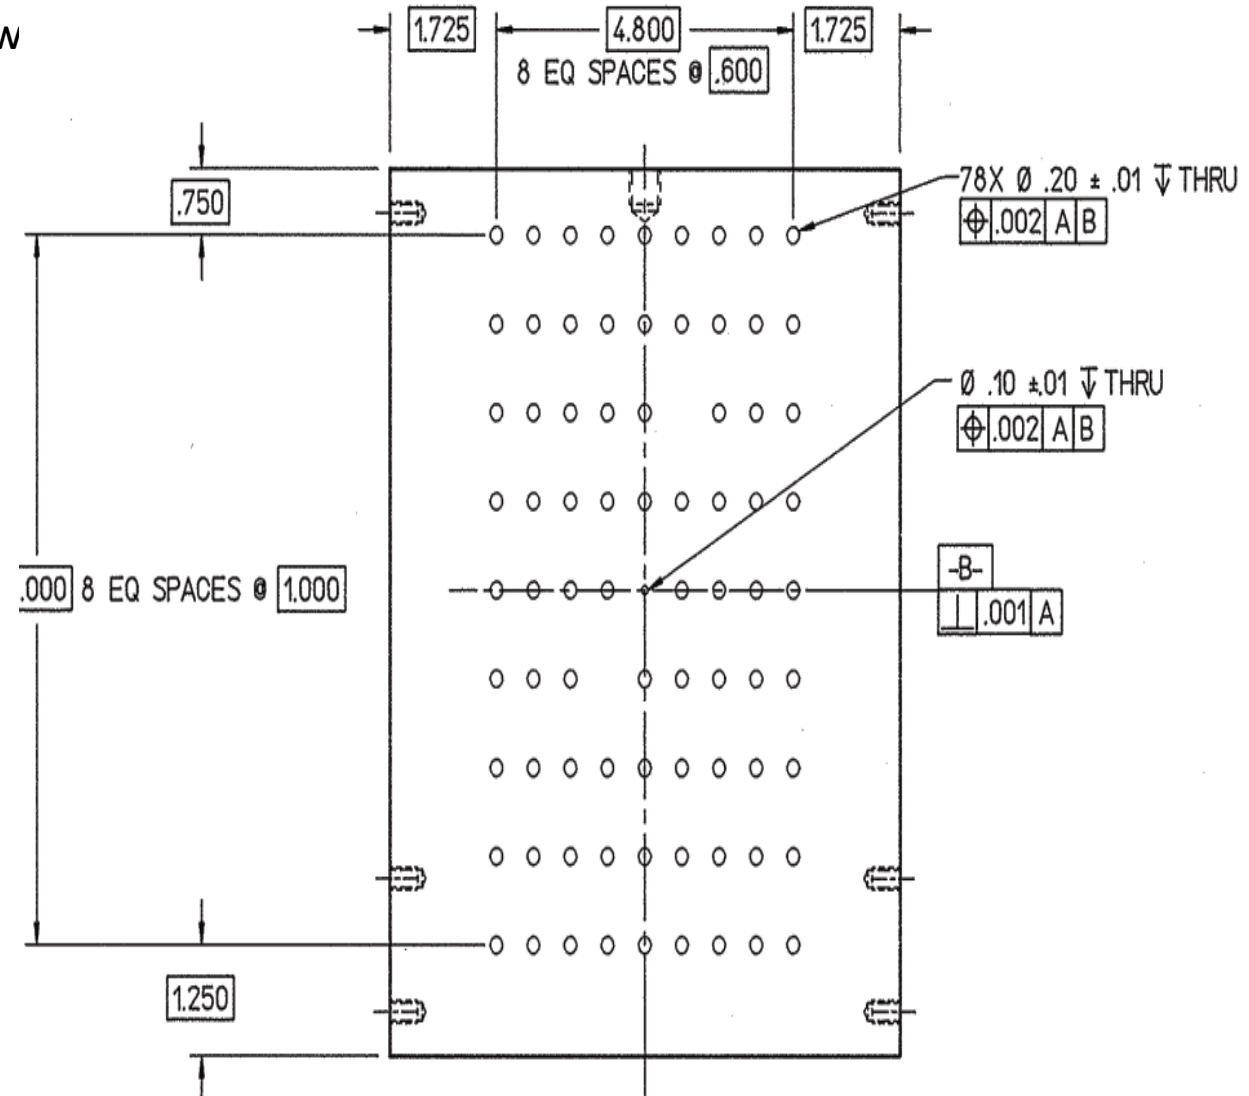 W
1.725 4.800 1.725
8 EQ SPACES @ .600
.750
78X Ø .20 ± .01 ↧ THRU
⌖ .002 A B
Ø .10 ±.01 ↧ THRU
⌖ .002 A B
-B-
⟂ .001 A
.000 8 EQ SPACES @ 1.000
1.250